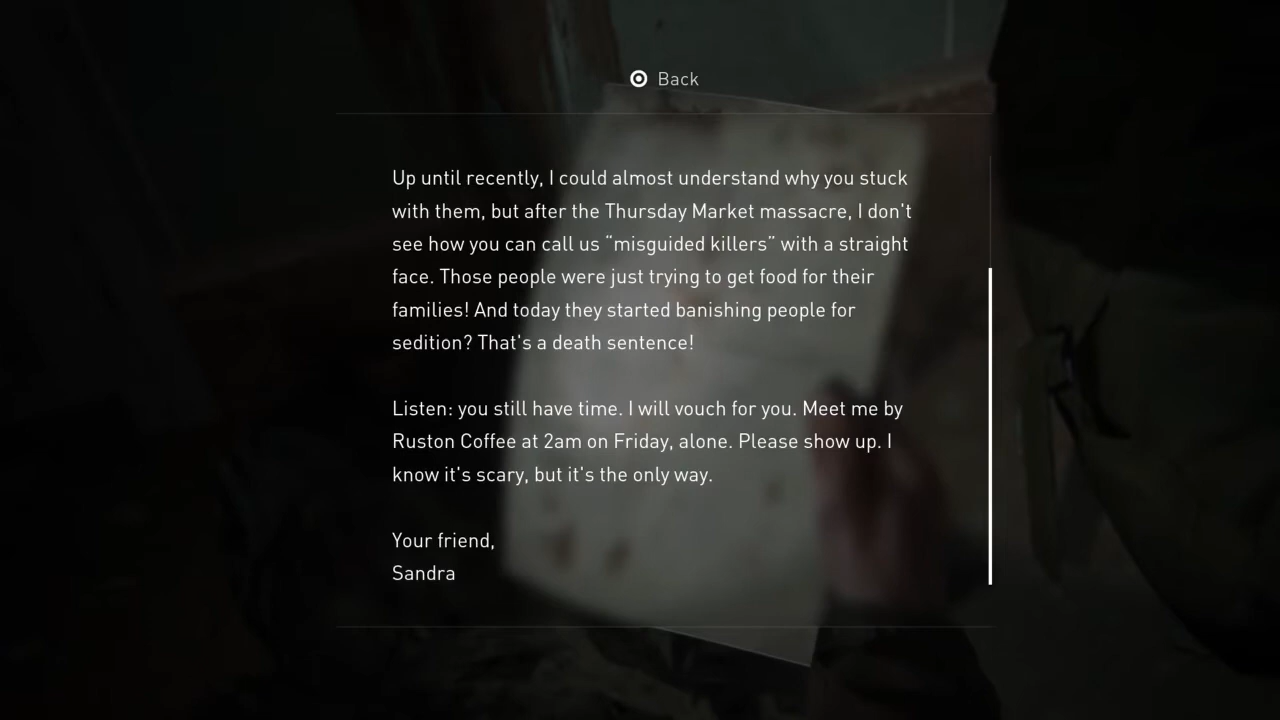 Back
Up until recently, I could almost understand why you stuck
with them, but after the Thursday Market massacre, I don't
see how you can call us “misguided killers” with a straight
face. Those people were just trying to get food for their
families! And today they started banishing people for
sedition? That's a death sentence!
Listen: you still have time. I will vouch for you. Meet me by
Ruston Coffee at 2am on Friday, alone. Please show up. I
know it's scary, but it's the only way.
Your friend,
Sandra